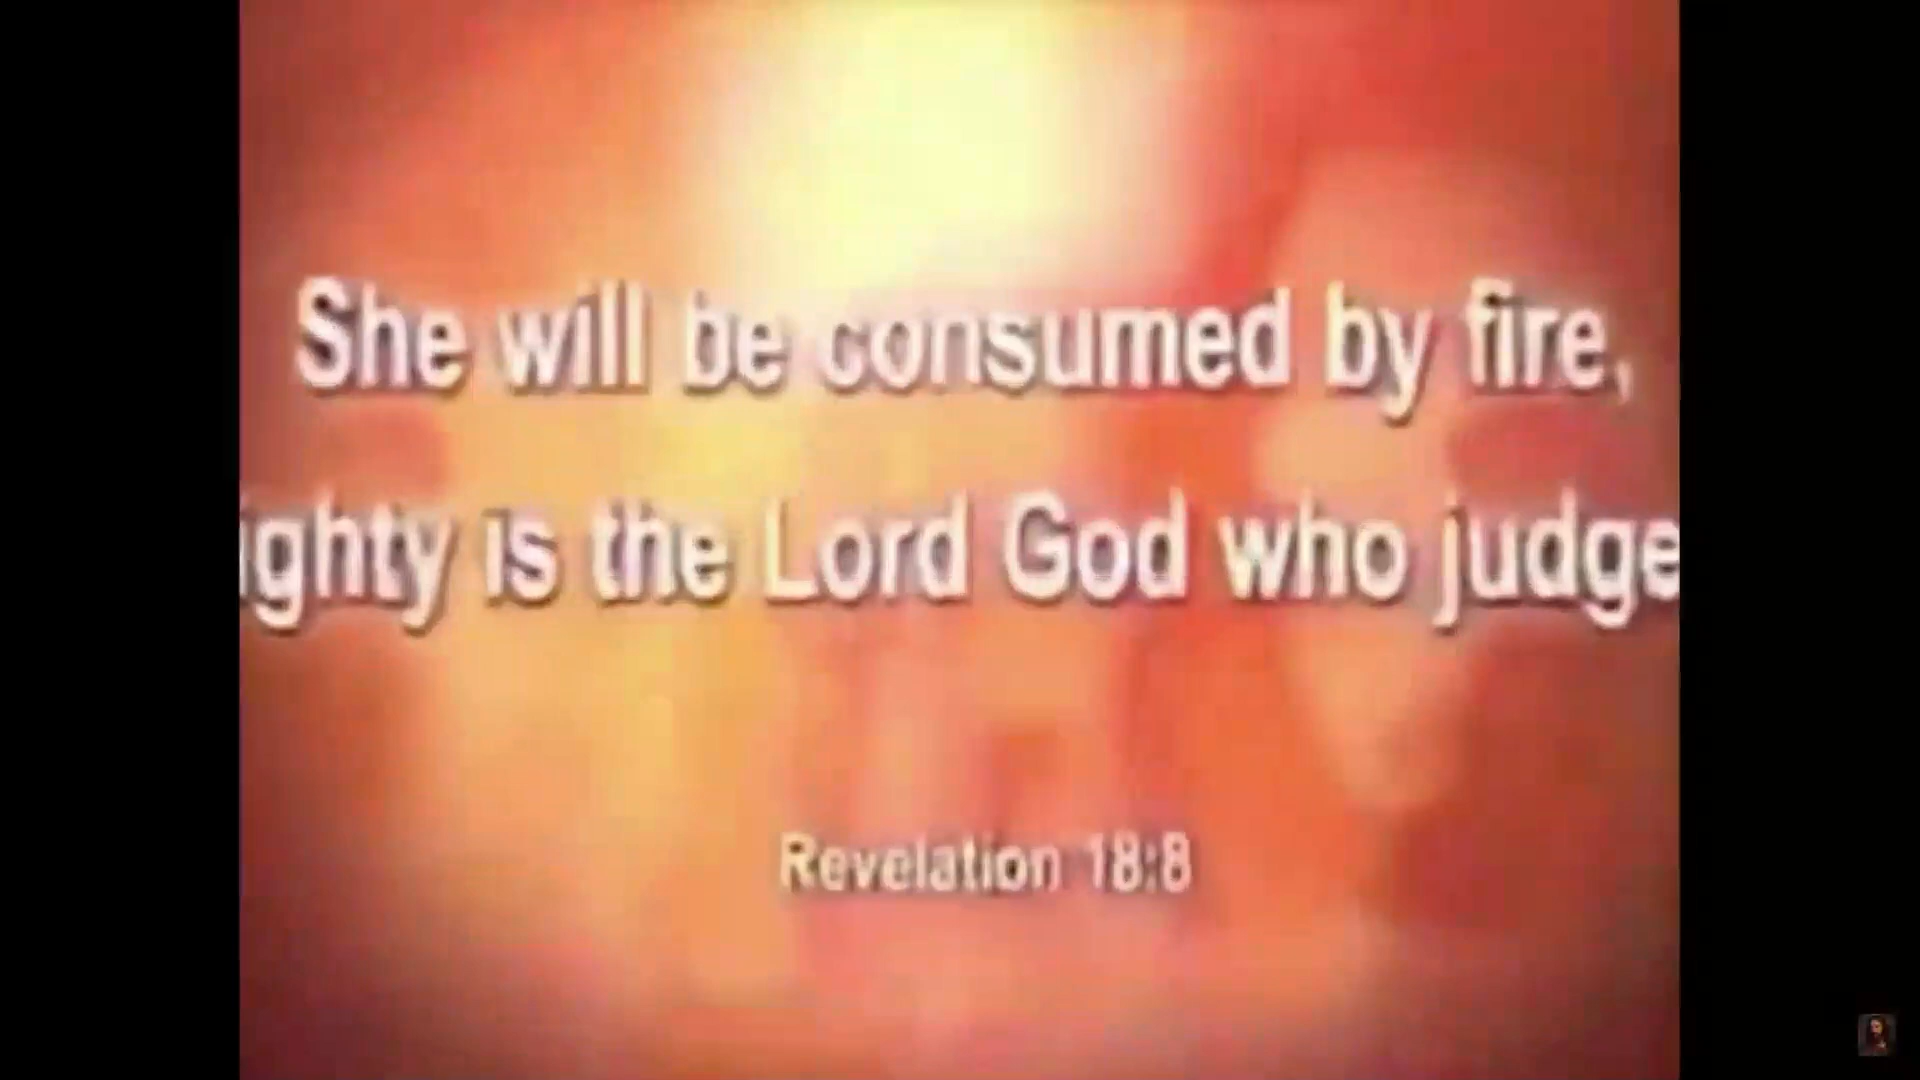 She will be consumed by fire,
ighty is the Lord God who judge
Revelation 18:8